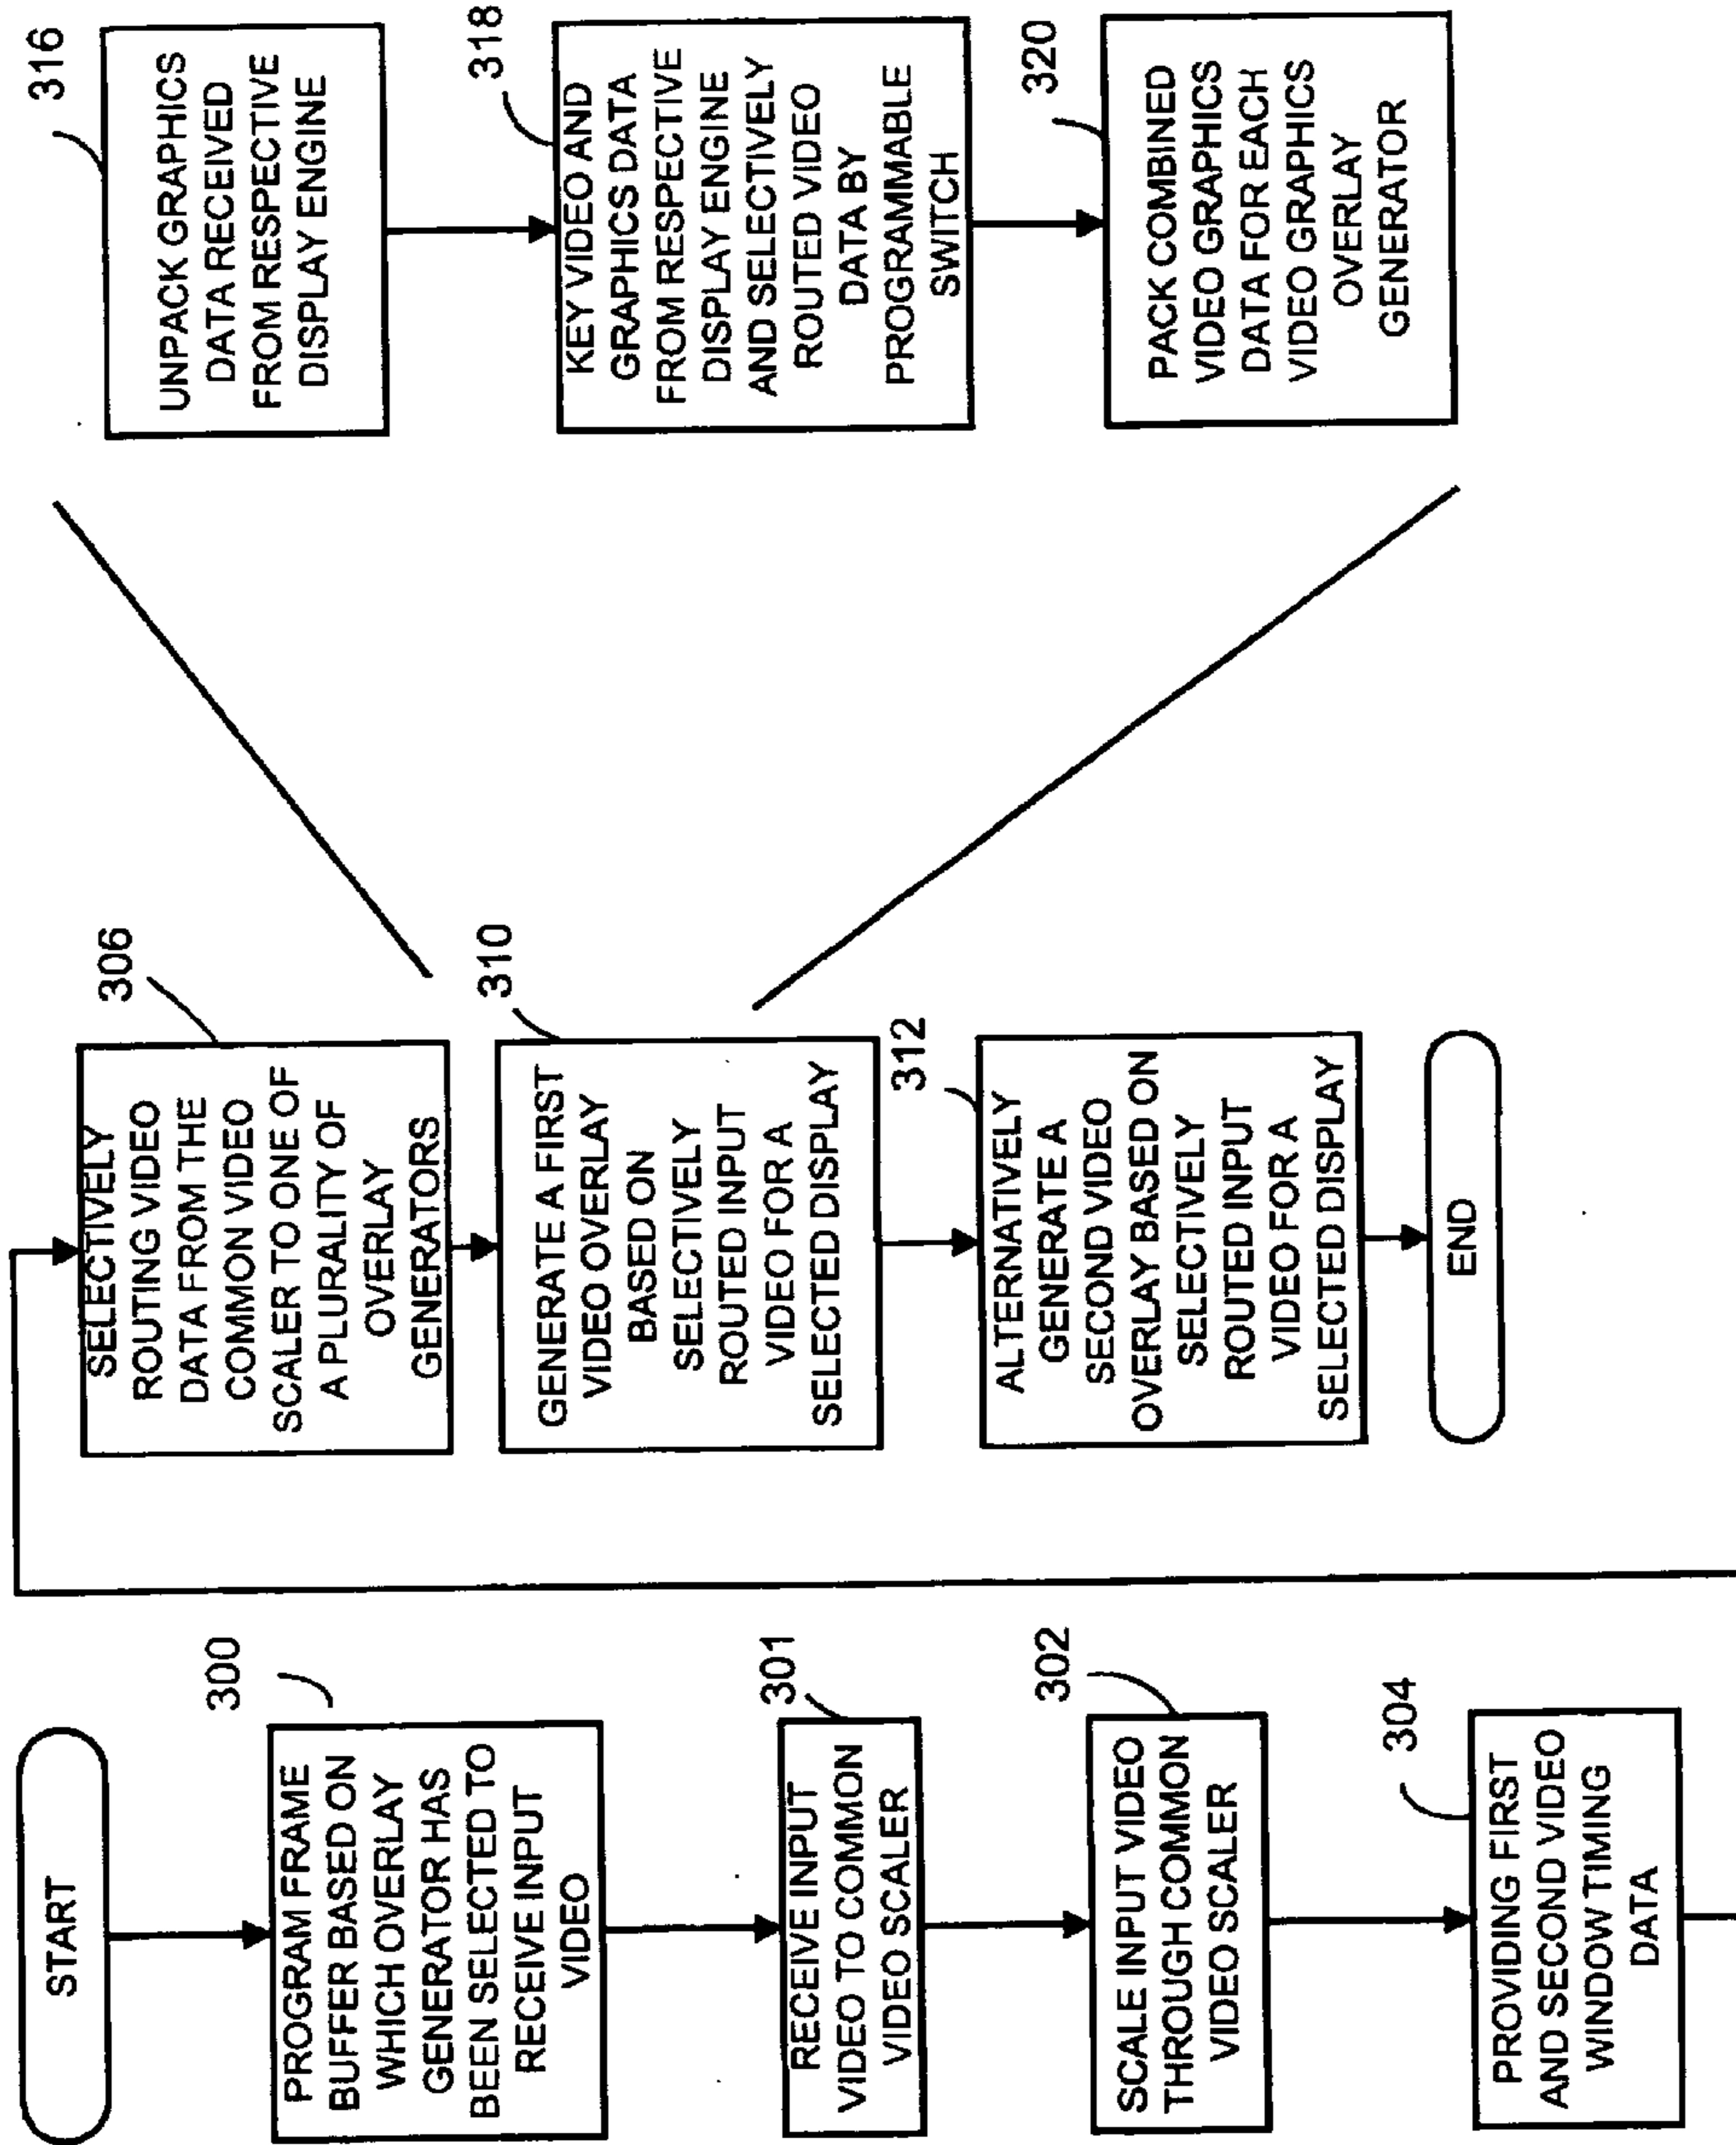 START
300
PROGRAM FRAME
BUFFER BASED ON
WHICH OVERLAY
GENERATOR HAS
BEEN SELECTED TO
RECEIVE INPUT
VIDEO
301
RECEIVE INPUT
VIDEO TO COMMON
VIDEO SCALER
302
SCALE INPUT VIDEO
THROUGH COMMON
VIDEO SCALER
304
PROVIDING FIRST
AND SECOND VIDEO
WINDOW TIMING
DATA
306
SELECTIVELY
ROUTING VIDEO
DATA FROM THE
COMMON VIDEO
SCALER TO ONE OF
A PLURALITY OF
OVERLAY
GENERATORS
310
GENERATE A FIRST
VIDEO OVERLAY
BASED ON
SELECTIVELY
ROUTED INPUT
VIDEO FOR A
SELECTED DISPLAY
312
ALTERNATIVELY
GENERATE A
SECOND VIDEO
OVERLAY BASED ON
SELECTIVELY
ROUTED INPUT
VIDEO FOR A
SELECTED DISPLAY
END
316
UNPACK GRAPHICS
DATA RECEIVED
FROM RESPECTIVE
DISPLAY ENGINE
318
KEY VIDEO AND
GRAPHICS DATA
FROM RESPECTIVE
DISPLAY ENGINE
AND SELECTIVELY
ROUTED VIDEO
DATA BY
PROGRAMMABLE
SWITCH
320
PACK COMBINED
VIDEO GRAPHICS
DATA FOR EACH
VIDEO GRAPHICS
OVERLAY
GENERATOR